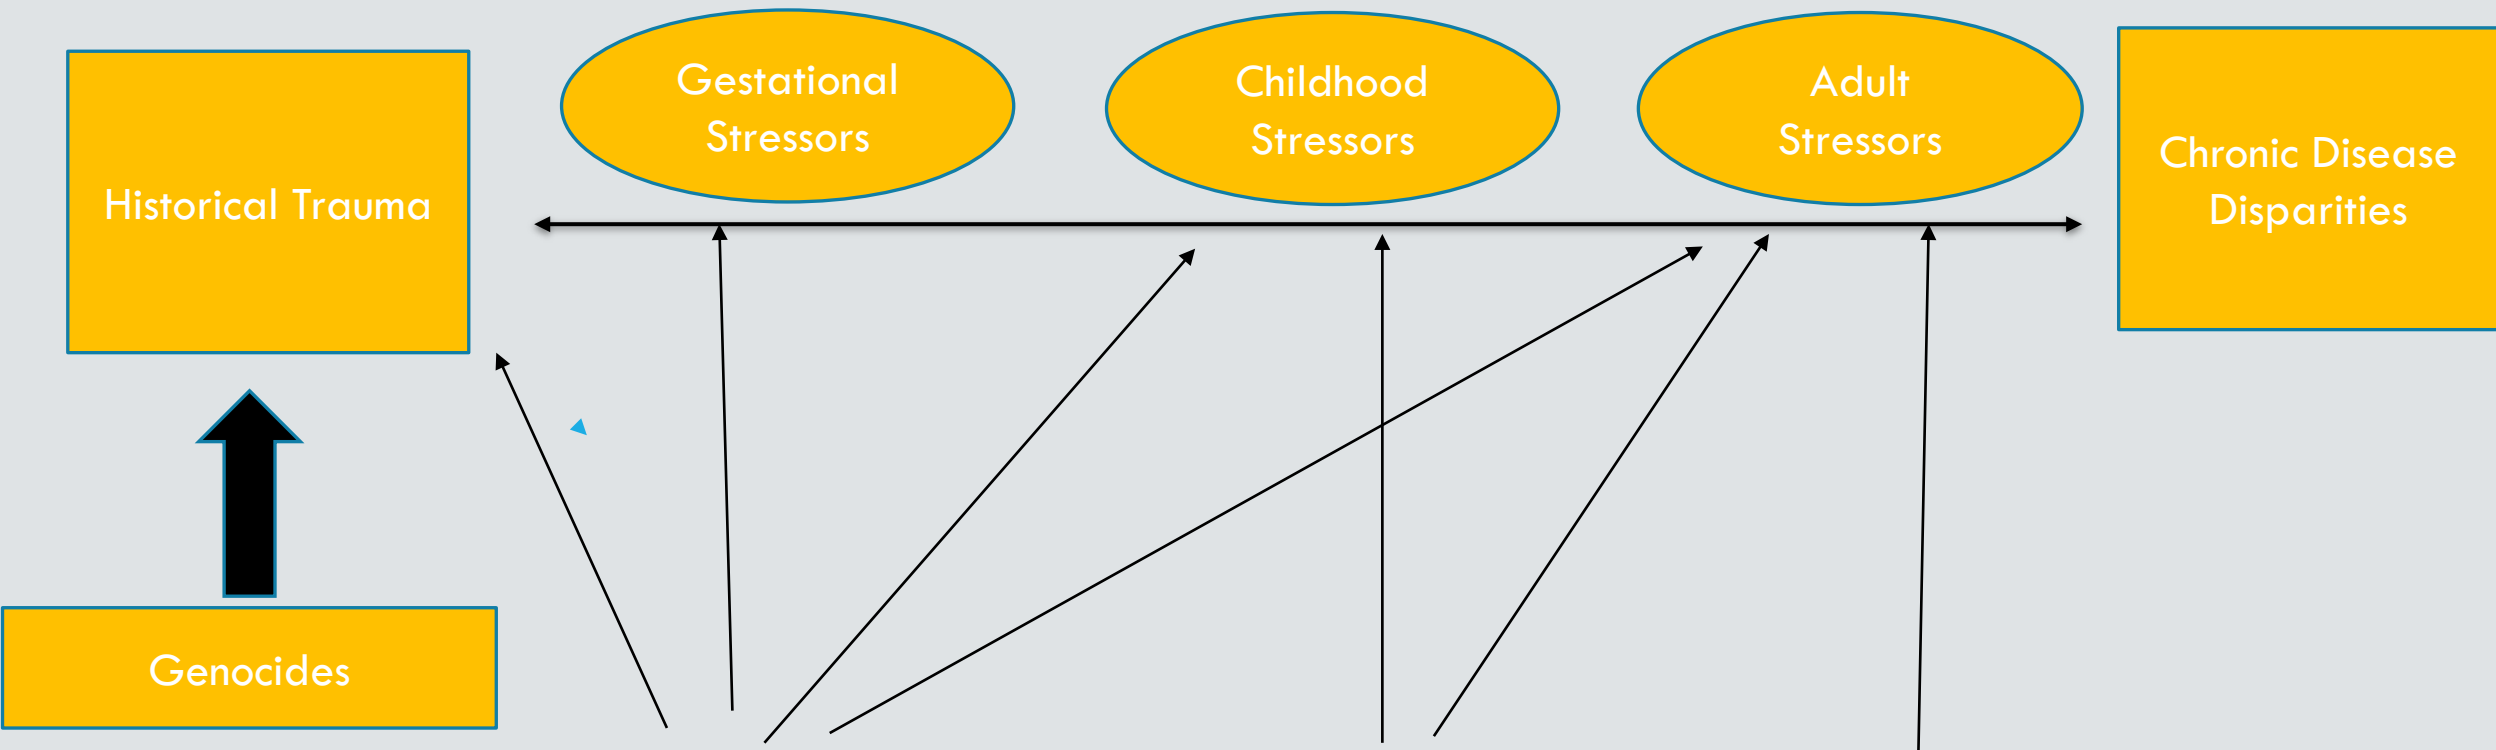 Historical Trauma
Gestational
Stressors
Childhood
Stressors
Adult
Stressors
Chronic Disease
Disparities
Genocides